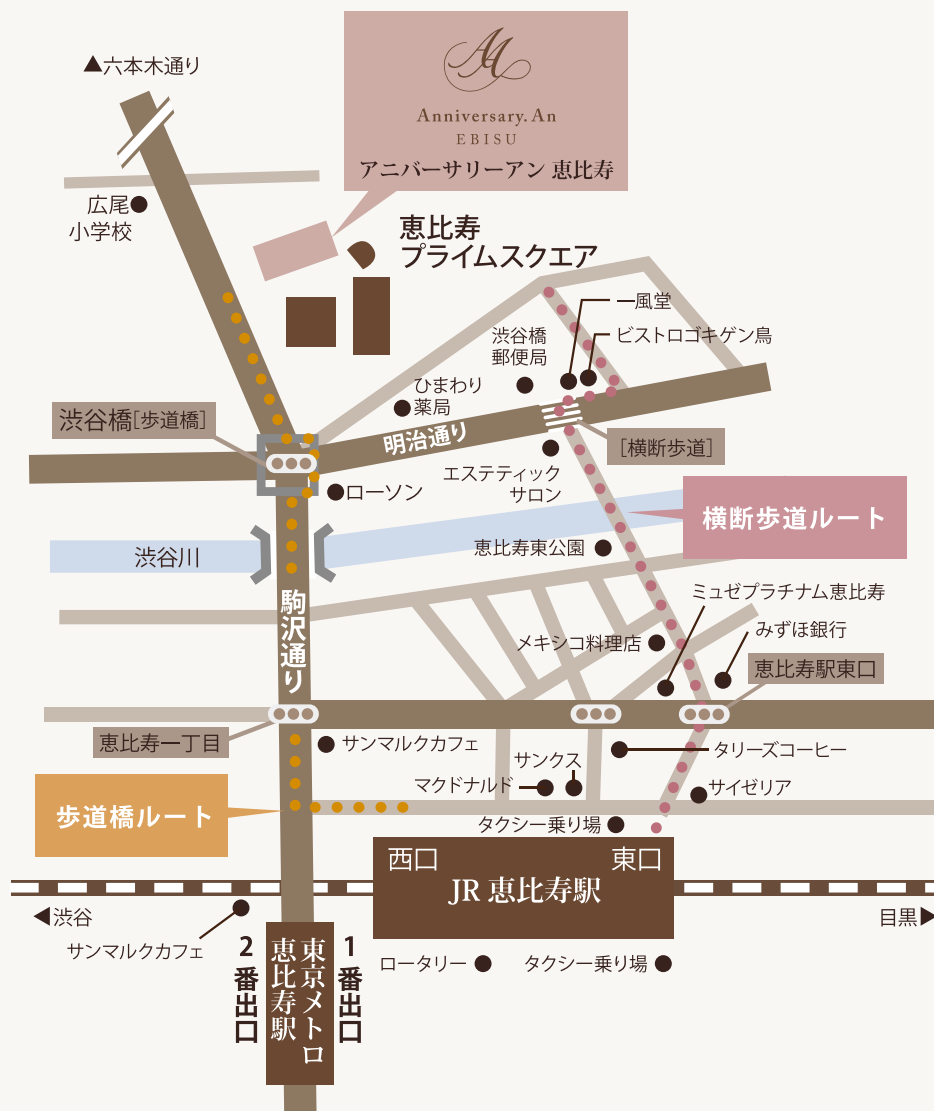 ▲六本木通り
Anniversary. An
EBISU
アニバーサリーアン 恵比寿
広尾
小学校
恵比寿
プライムスクエア
一風堂
渋谷橋
郵便局
ビストロゴキゲン鳥
ひまわり
薬局
渋谷橋[歩道橋]
明治通り
[横断歩道]
エステティック
サロン
ローソン
横断歩道ルート
渋谷川
恵比寿東公園
駒沢通り
ミュゼプラチナム恵比寿
みずほ銀行
メキシコ料理店
恵比寿駅東口
恵比寿一丁目
サンマルクカフェ
タリーズコーヒー
サンクス
マクドナルド
サイゼリア
歩道橋ルート
タクシー乗り場
西口
東口
JR 恵比寿駅
◀渋谷
目黒▶
サンマルクカフェ
2番出口
東京メトロ
恵比寿駅
1番出口
ロータリー
タクシー乗り場